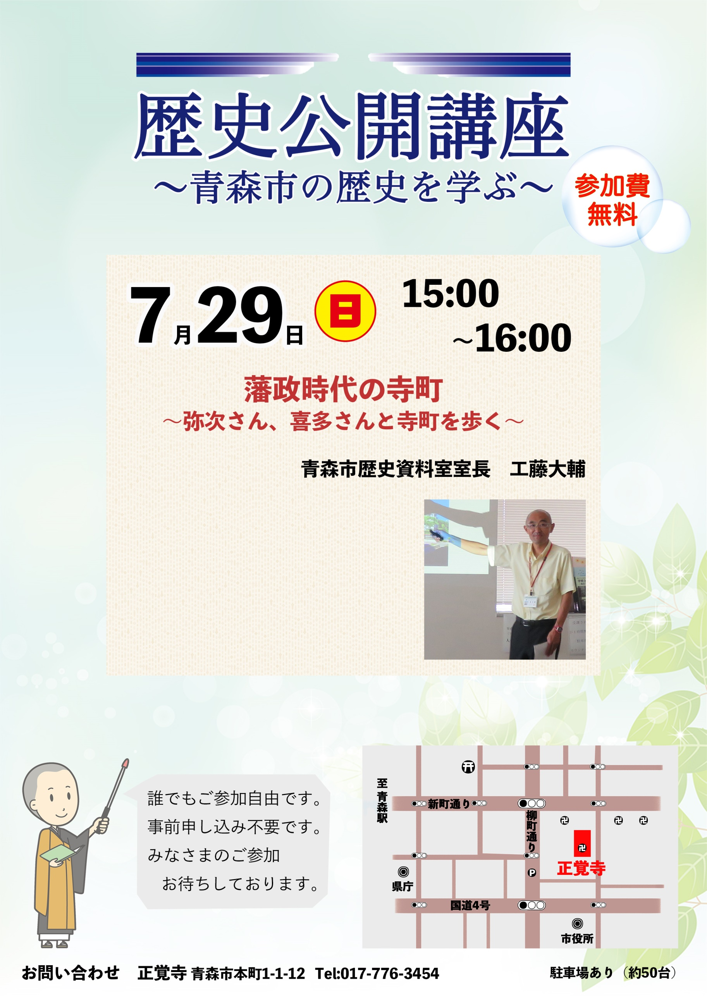 歴史公開講座
～青森市の歴史を学ぶ～
参加費
無料
7月29日 日
15:00
～16:00
藩政時代の寺町
～弥次さん、喜多さんと寺町を歩く～
青森市歴史資料室室長　工藤大輔
誰でもご参加自由です。
事前申し込み不要です。
みなさまのご参加
お待ちしております。
至 青森駅
新町通り
柳町通り
卍
卍
卍
卍
正覚寺
P
県庁
国道4号
市役所
お問い合わせ　正覚寺 青森市本町1-1-12 Tel:017-776-3454
駐車場あり（約50台）